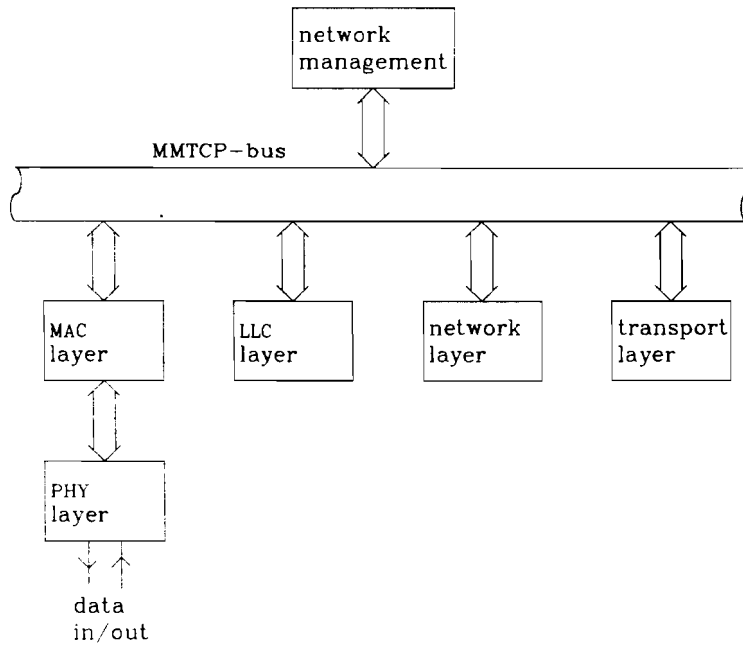 network
management
MMTCP-bus
MAC
layer
LLC
layer
network
layer
transport
layer
PHY
layer
data
in/out